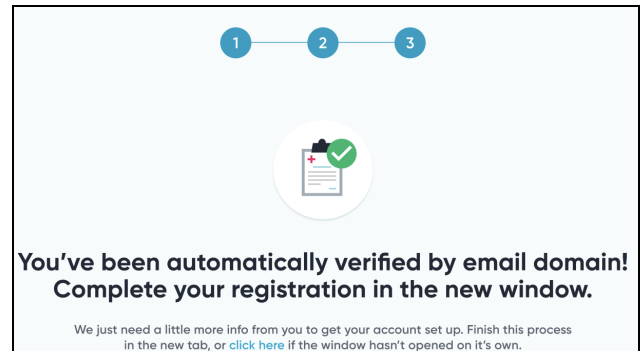 1 2 3
You've been automatically verified by email domain!
Complete your registration in the new window.
We just need a little more info from you to get your account set up. Finish this process
in the new tab, or click here if the window hasn't opened on it's own.